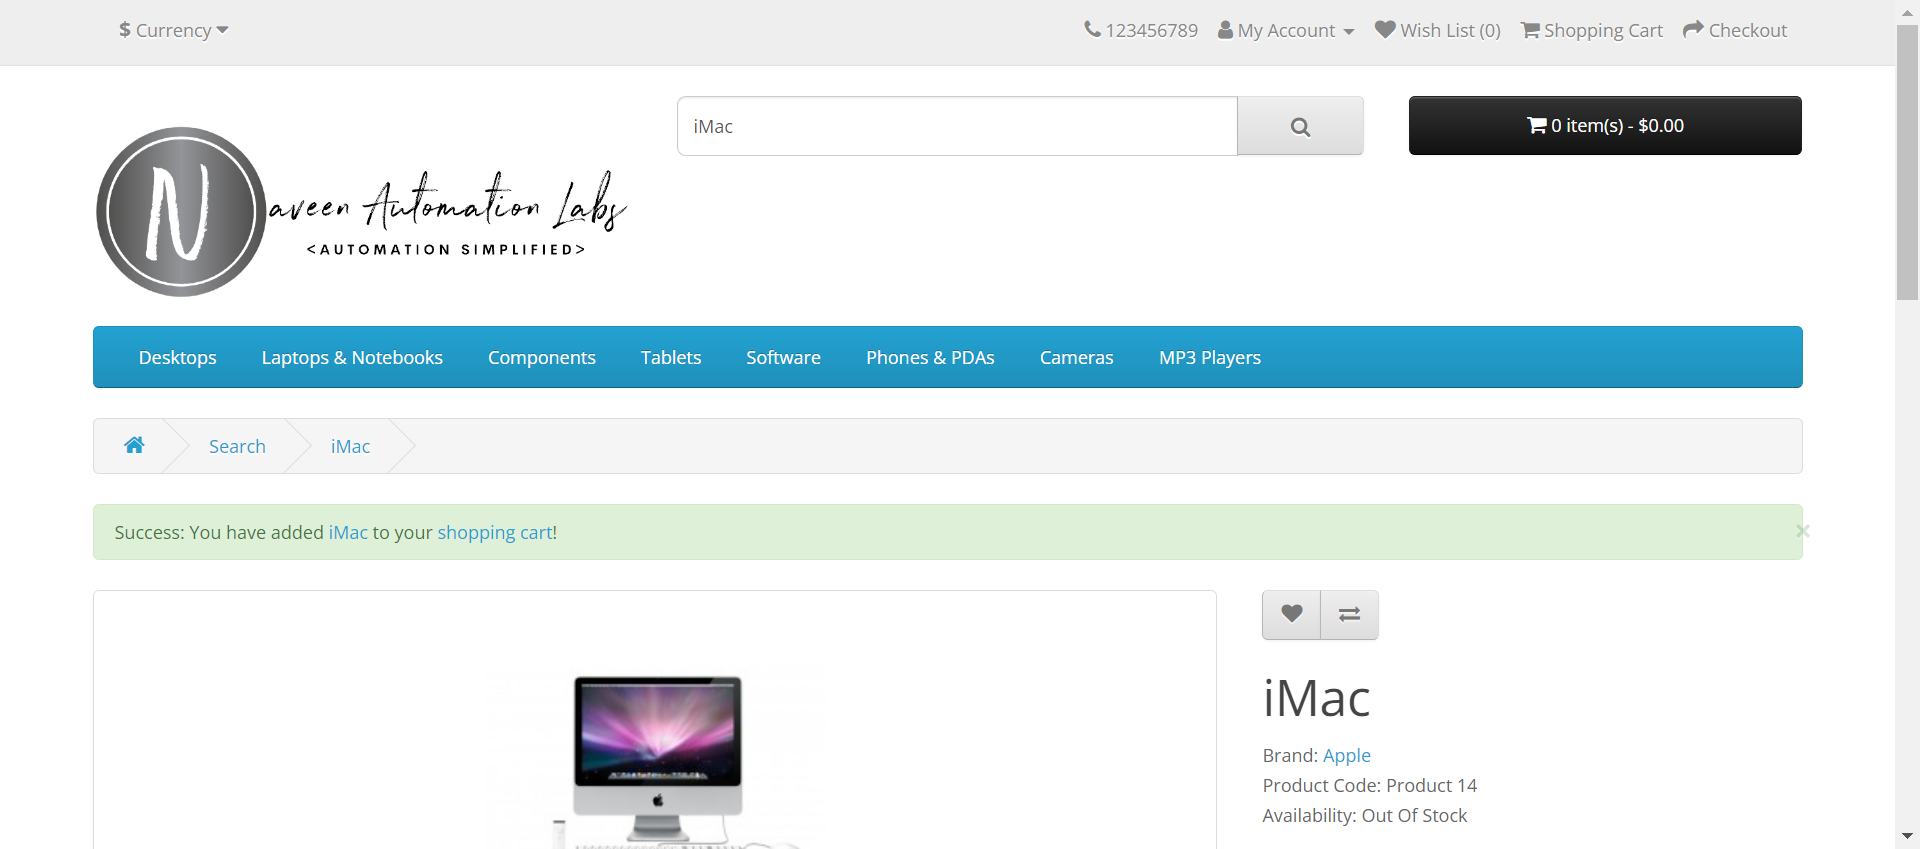 $ Currency
123456789 My Account Wish List (0) Shopping Cart Checkout
iMac
0 item(s) - $0.00
Naveen Automation Labs
<AUTOMATION SIMPLIFIED>
Desktops Laptops & Notebooks Components Tablets Software Phones & PDAs Cameras MP3 Players
Search iMac
Success: You have added iMac to your shopping cart!
×
iMac
Brand: Apple
Product Code: Product 14
Availability: Out Of Stock